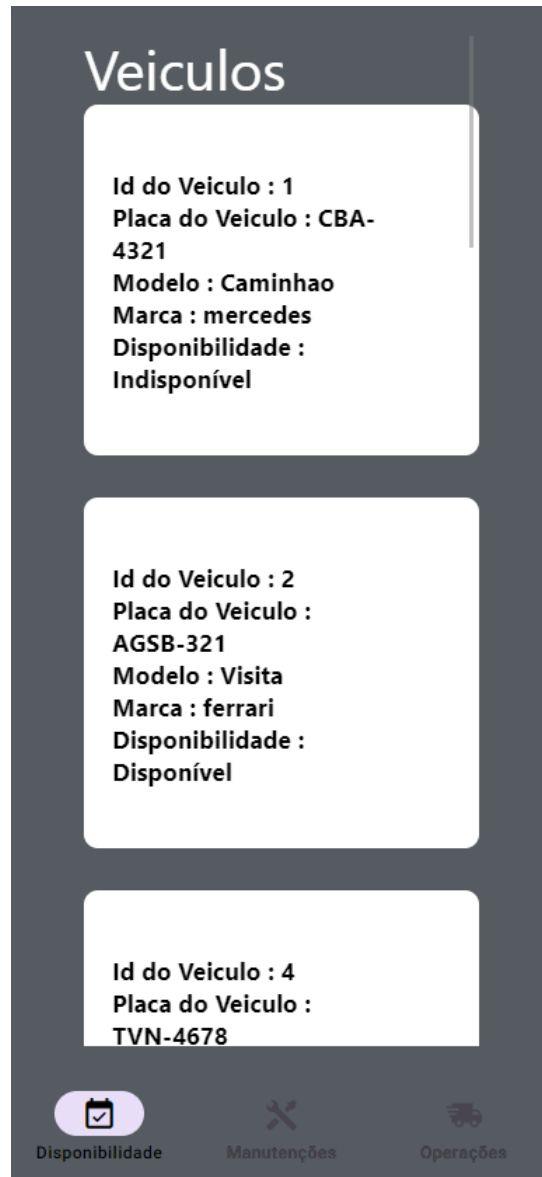 Veiculos
Id do Veiculo : 1
Placa do Veiculo : CBA-
4321
Modelo : Caminhao
Marca : mercedes
Disponibilidade :
Indisponível
Id do Veiculo : 2
Placa do Veiculo :
AGSB-321
Modelo : Visita
Marca : ferrari
Disponibilidade :
Disponível
Id do Veiculo : 4
Placa do Veiculo :
TVN-4678
Disponibilidade Manutenções Operações